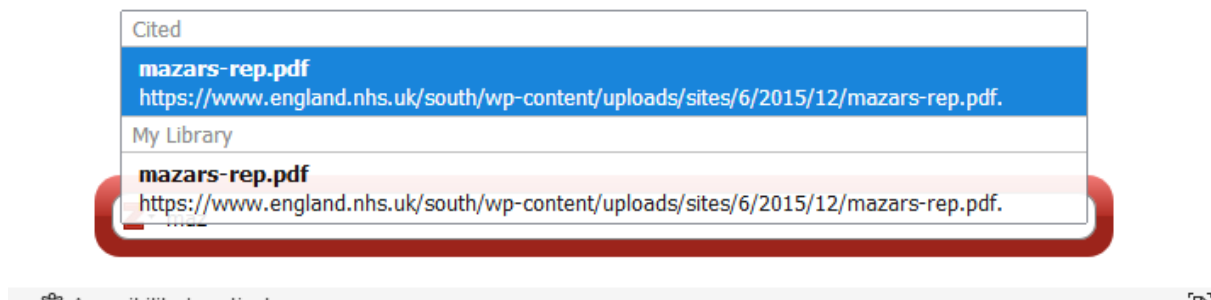 Cited
mazars-rep.pdf
https://www.england.nhs.uk/south/wp-content/uploads/sites/6/2015/12/mazars-rep.pdf.
My Library
mazars-rep.pdf
https://www.england.nhs.uk/south/wp-content/uploads/sites/6/2015/12/mazars-rep.pdf.
maz